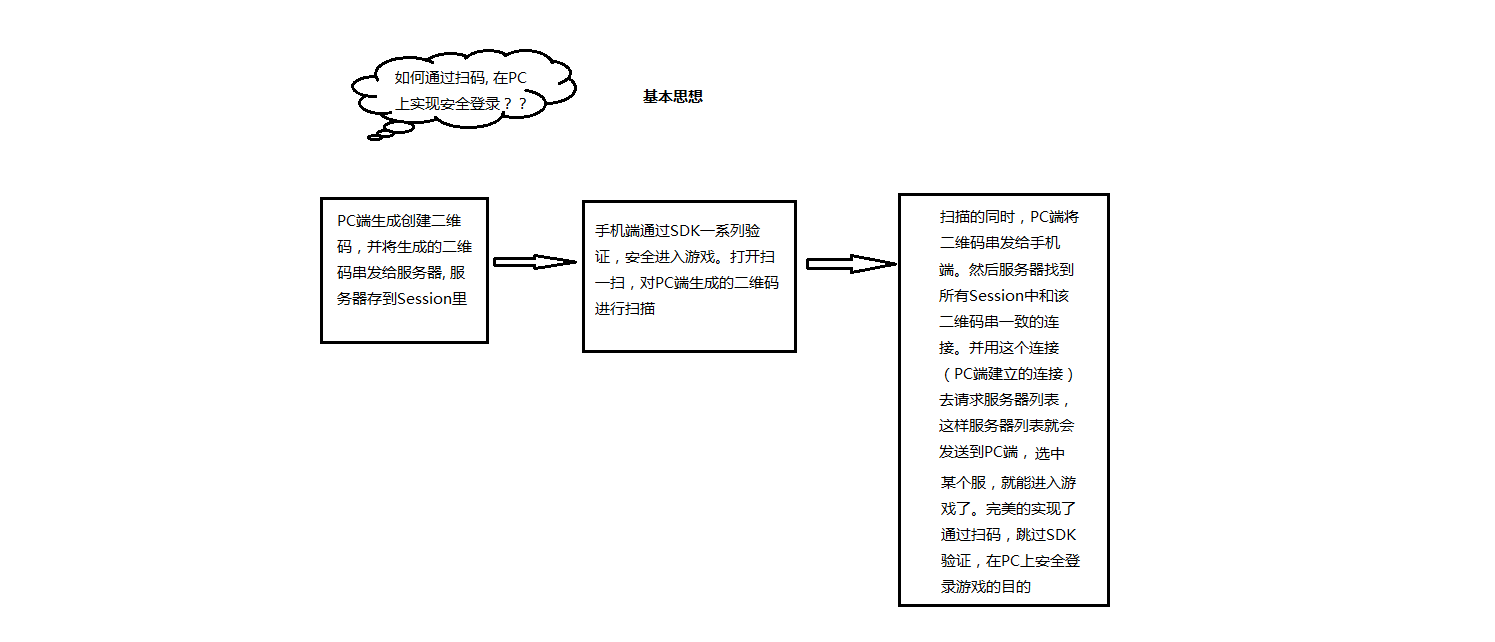 如何通过扫码, 在PC
上实现安全登录？？
基本思想
PC端生成创建二维
码，并将生成的二维
码串发给服务器, 服
务器存到Session里
手机端通过SDK一系列验
证，安全进入游戏。打开扫
一扫，对PC端生成的二维码
进行扫描
扫描的同时，PC端将
二维码串发给手机
端。然后服务器找到
所有Session中和该
二维码串一致的连
接。并用这个连接
（PC端建立的连接）
去请求服务器列表，
这样服务器列表就会
发送到PC端，选中
某个服，就能进入游
戏了。完美的实现了
通过扫码，跳过SDK
验证，在PC上安全登
录游戏的目的